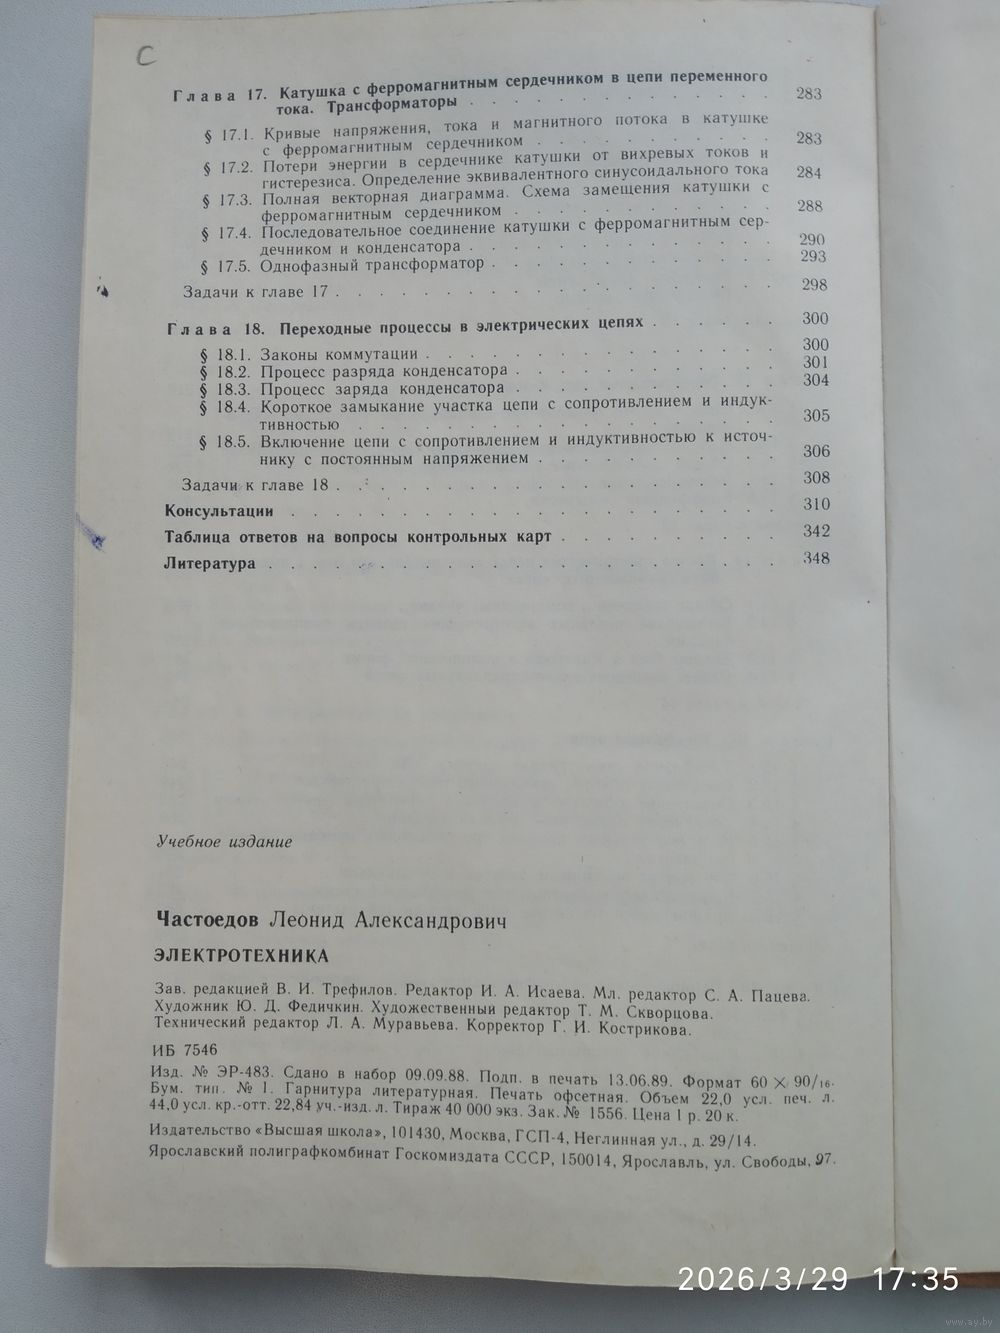 С
Глава 17. Катушка с ферромагнитным сердечником в цепи переменного
тока. Трансформаторы . . . . . . . . . . . . . 283
§ 17.1. Кривые напряжения, тока и магнитного потока в катушке
с ферромагнитным сердечником . . . . . . . . . . 283
§ 17.2. Потери энергии в сердечнике катушки от вихревых токов и
гистерезиса. Определение эквивалентного синусоидального тока 284
§ 17.3. Полная векторная диаграмма. Схема замещения катушки с
ферромагнитным сердечником . . . . . . . . . . . 288
§ 17.4. Последовательное соединение катушки с ферромагнитным сер-
дечником и конденсатора . . . . . . . . . . . . . 290
§ 17.5. Однофазный трансформатор . . . . . . . . . . . . 293
Задачи к главе 17 . . . . . . . . . . . . . . . . . 298
Глава 18. Переходные процессы в электрических цепях . . . . . . 300
§ 18.1. Законы коммутации . . . . . . . . . . . . . . . 300
§ 18.2. Процесс разряда конденсатора . . . . . . . . . . . 301
§ 18.3. Процесс заряда конденсатора . . . . . . . . . . . 304
§ 18.4. Короткое замыкание участка цепи с сопротивлением и индук-
тивностью . . . . . . . . . . . . . . . . . . 305
§ 18.5. Включение цепи с сопротивлением и индуктивностью к источ-
нику с постоянным напряжением . . . . . . . . . . 306
Задачи к главе 18 . . . . . . . . . . . . . . . . . 308
Консультации . . . . . . . . . . . . . . . . . . . 310
Таблица ответов на вопросы контрольных карт . . . . . . . . . 342
Литература . . . . . . . . . . . . . . . . . . . . 348
Учебное издание
Частоедов Леонид Александрович
ЭЛЕКТРОТЕХНИКА
Зав. редакцией В. И. Трефилов. Редактор И. А. Исаева. Мл. редактор С. А. Пацева.
Художник Ю. Д. Федичкин. Художественный редактор Т. М. Скворцова.
Технический редактор Л. А. Муравьева. Корректор Г. И. Кострикова.
ИБ 7546
Изд. № ЭР-483. Сдано в набор 09.09.88. Подп. в печать 13.06.89. Формат 60 × 90/16.
Бум. тип. № 1. Гарнитура литературная. Печать офсетная. Объем 22,0 усл. печ. л.
44,0 усл. кр.-отт. 22,84 уч.-изд. л. Тираж 40 000 экз. Зак. № 1556. Цена 1 р. 20 к.
Издательство «Высшая школа», 101430, Москва, ГСП-4, Неглинная ул., д. 29/14.
Ярославский полиграфкомбинат Госкомиздата СССР, 150014, Ярославль, ул. Свободы, 97.
2026/3/29 17:35
www.ay.by